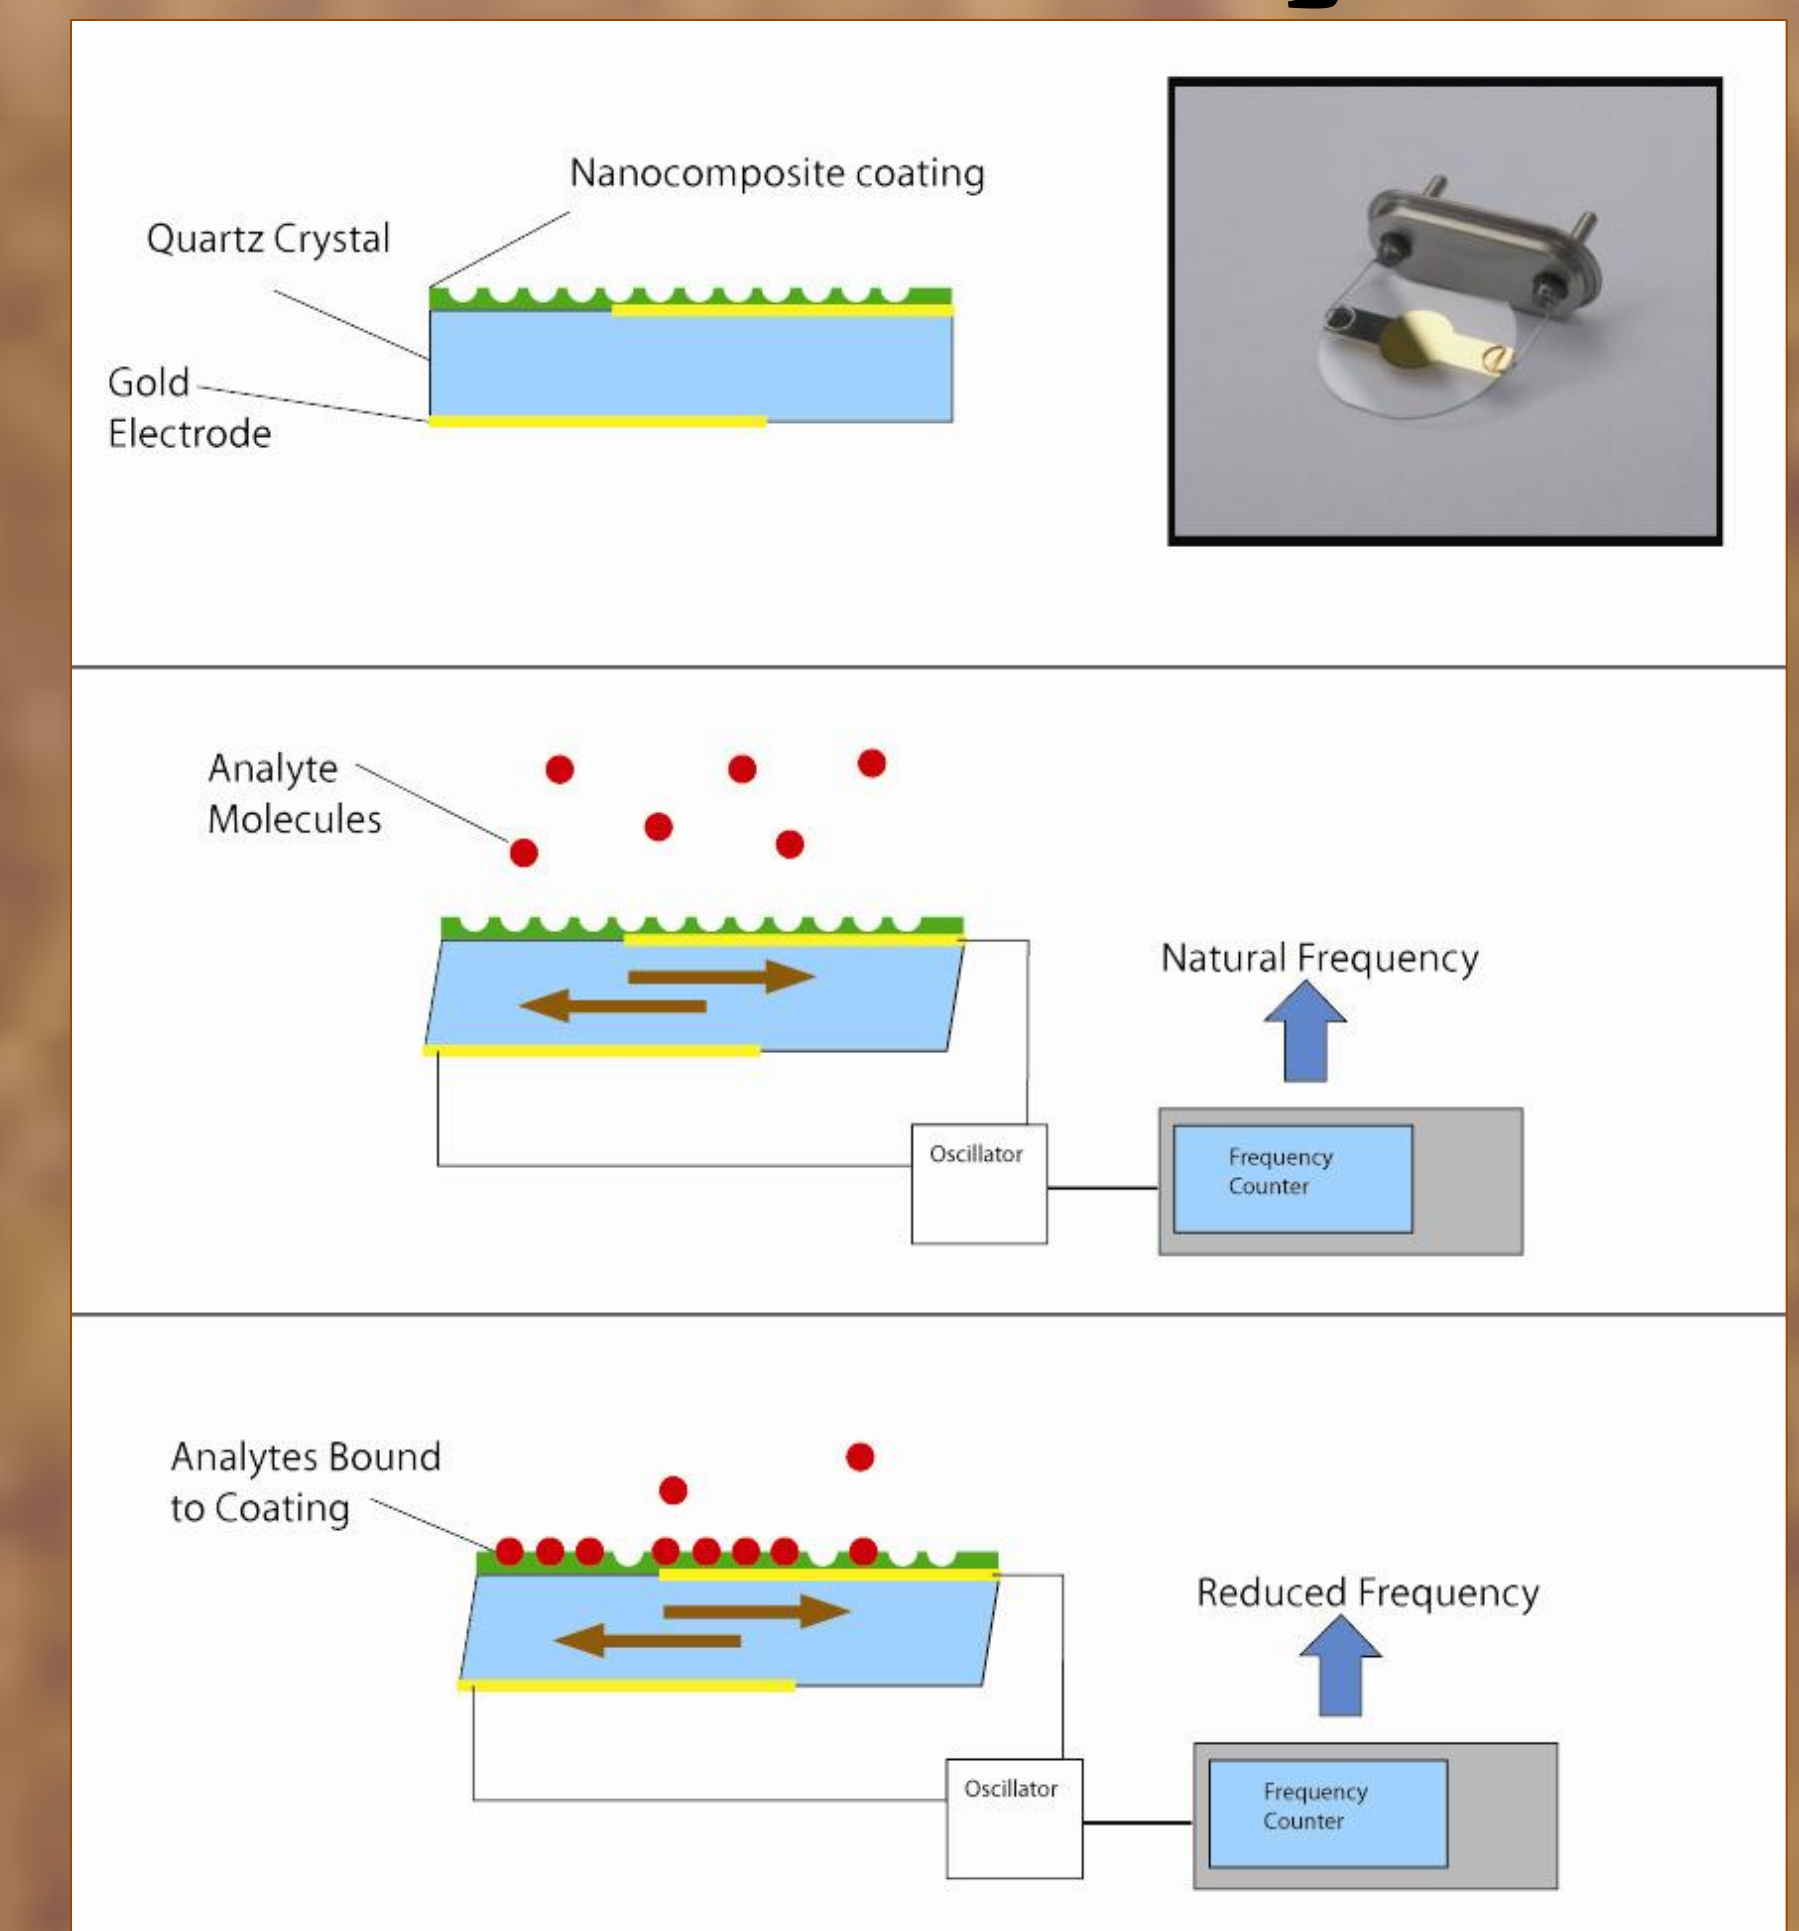 Nanocomposite coating
Quartz Crystal
Gold
Electrode
Analyte
Molecules
Natural Frequency
Oscillator
Frequency
Counter
Analytes Bound
to Coating
Reduced Frequency
Oscillator
Frequency
Counter